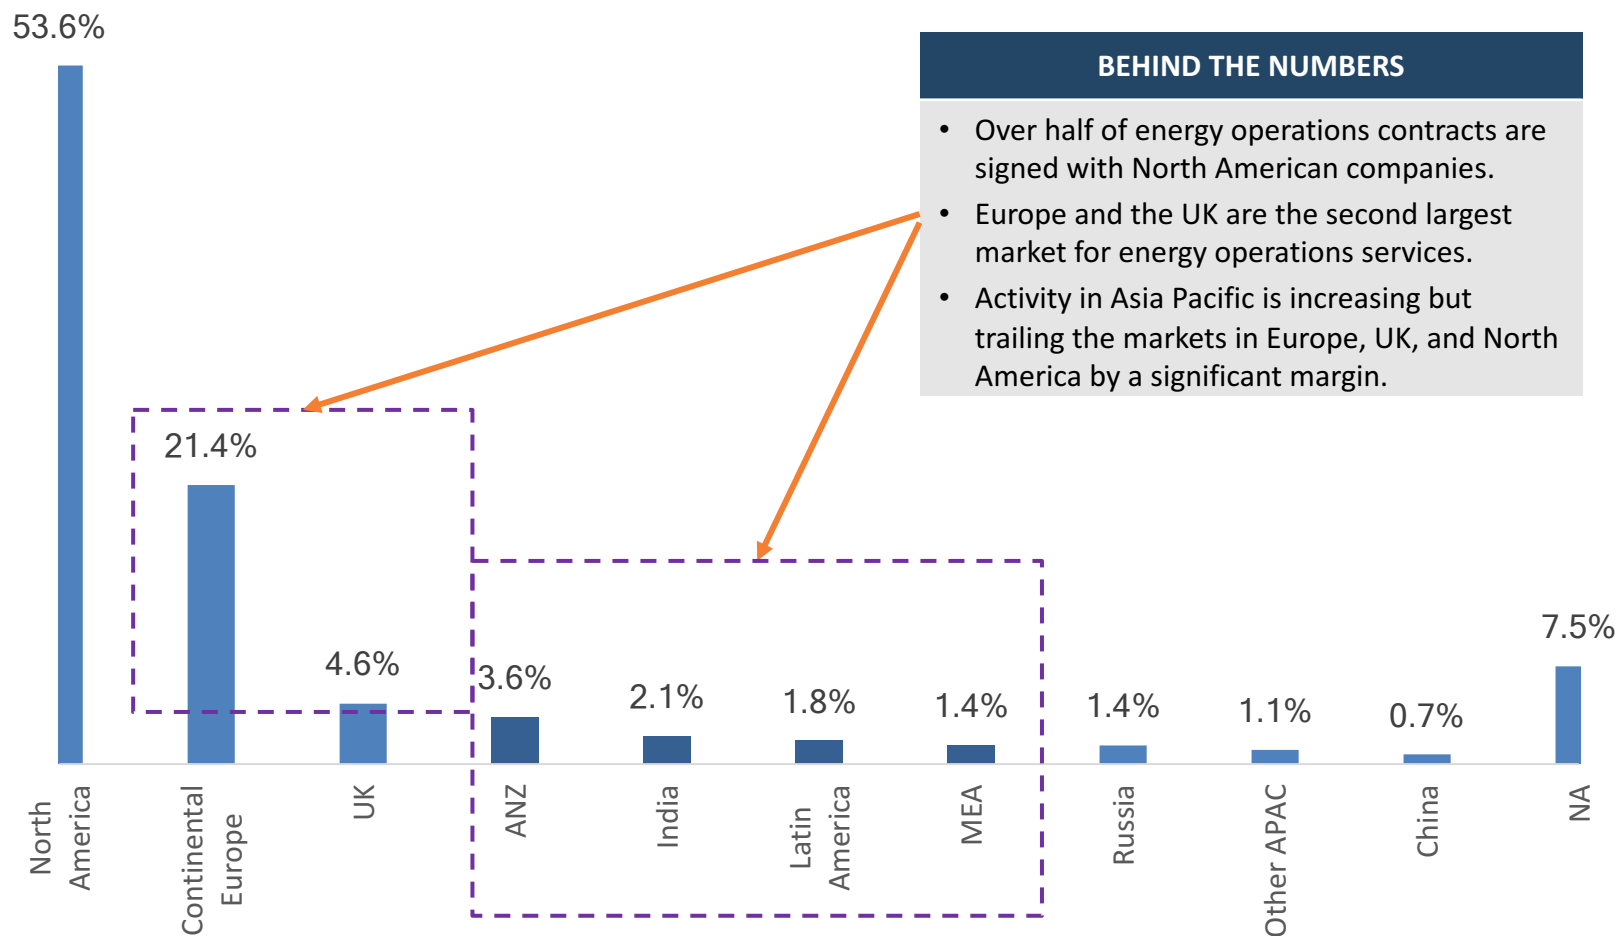 53.6%
BEHIND THE NUMBERS
• Over half of energy operations contracts are
signed with North American companies.
• Europe and the UK are the second largest
market for energy operations services.
• Activity in Asia Pacific is increasing but
trailing the markets in Europe, UK, and North
America by a significant margin.
21.4%
4.6%
3.6%
2.1%
1.8%
1.4%
1.4%
1.1%
0.7%
7.5%
North
America
Continental
Europe
UK
ANZ
India
Latin
America
MEA
Russia
Other APAC
China
NA